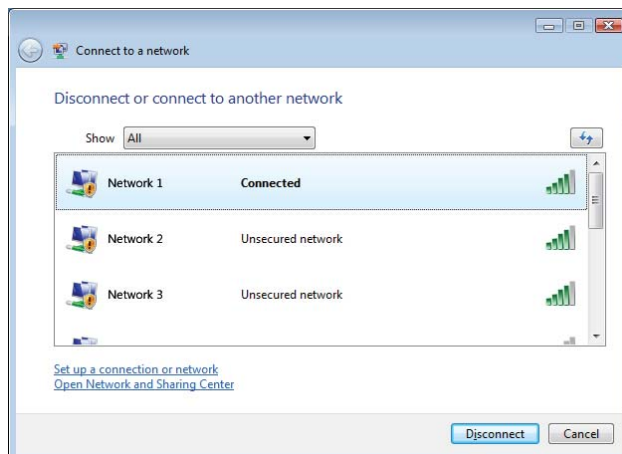 Connect to a network
Disconnect or connect to another network
Show All
Network 1 Connected
Network 2 Unsecured network
Network 3 Unsecured network
Set up a connection or network
Open Network and Sharing Center
Disconnect Cancel